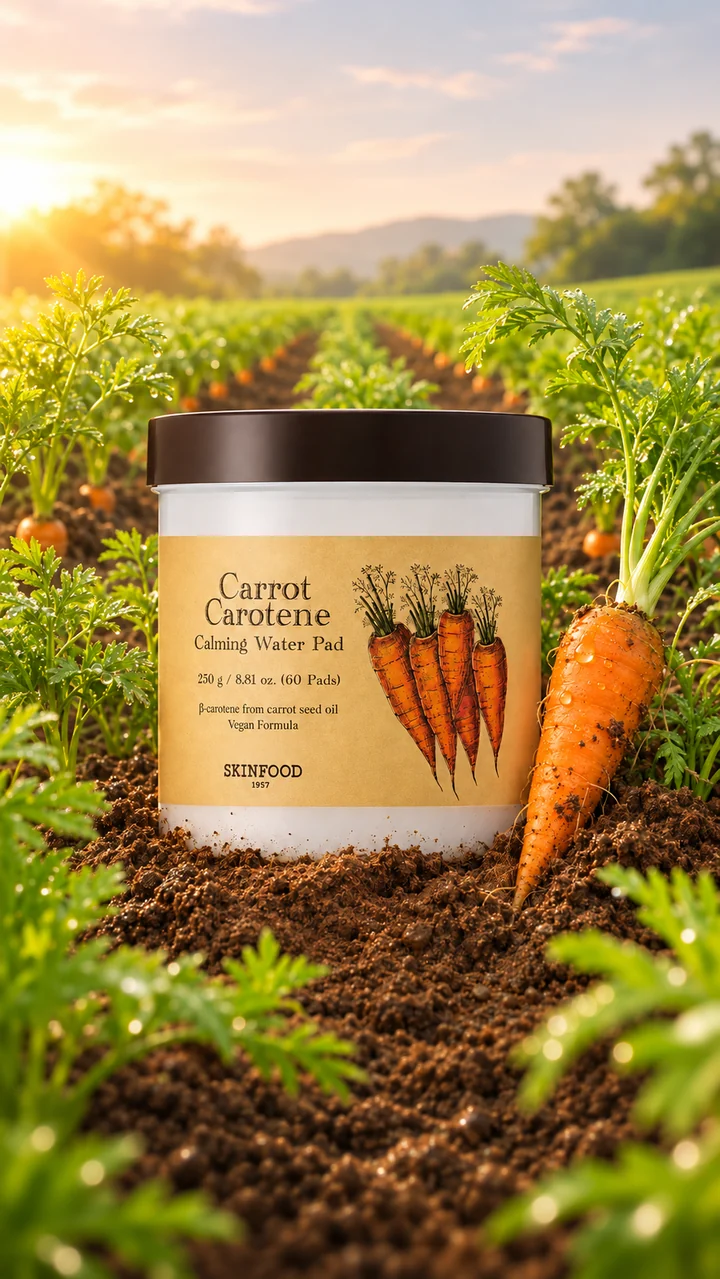 Carrot
Carotene
Calming Water Pad
250 g / 8.81 oz. (60 Pads)
β-carotene from carrot seed oil
Vegan Formula
SKINFOOD
1957